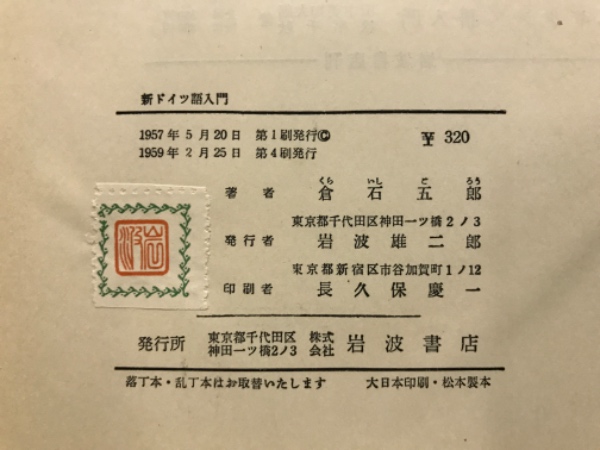 新ドイツ語入門
1957年5月20日 第1刷発行©
1959年2月25日 第4刷発行
¥ 320
くら いし ご ろう
著者 倉石五郎
東京都千代田区神田一ツ橋2ノ3
発行者 岩波雄二郎
東京都新宿区市谷加賀町1ノ12
印刷者 長久保慶一
発行所 東京都千代田区 株式 岩波書店
神田一ツ橋2ノ3 会社
落丁本・乱丁本はお取替いたします 大日本印刷・松本製本